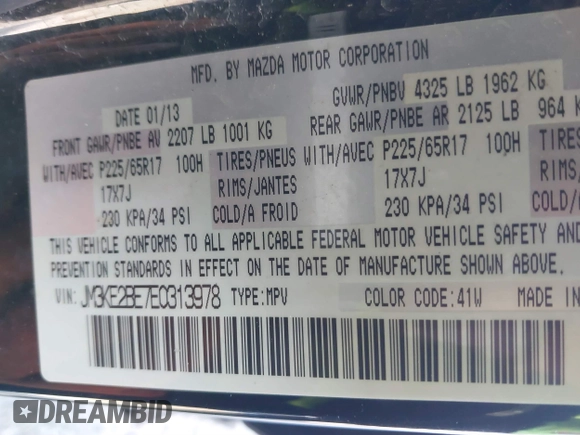 MFD. BY MAZDA MOTOR CORPORATION
DATE 01/13
GVWR/PNBV 4325 LB 1962 KG
FRONT GAWR/PNBE AV 2207 LB 1001 KG
REAR GAWR/PNBE AR 2125 LB 964 KG
WITH/AVEC P225/65R17 100H TIRES/PNEUS WITH/AVEC P225/65R17 100H TIRES/
17X7J RIMS/JANTES 17X7J RIMS/
230 KPA/34 PSI COLD/A FROID 230 KPA/34 PSI COLD/A
THIS VEHICLE CONFORMS TO ALL APPLICABLE FEDERAL MOTOR VEHICLE SAFETY AND
PREVENTION STANDARDS IN EFFECT ON THE DATE OF MANUFACTURE SHOWN ABOVE.
VIN: JM3KE2BE7E0313978 TYPE:MPV COLOR CODE:41W MADE IN
DREAMBID